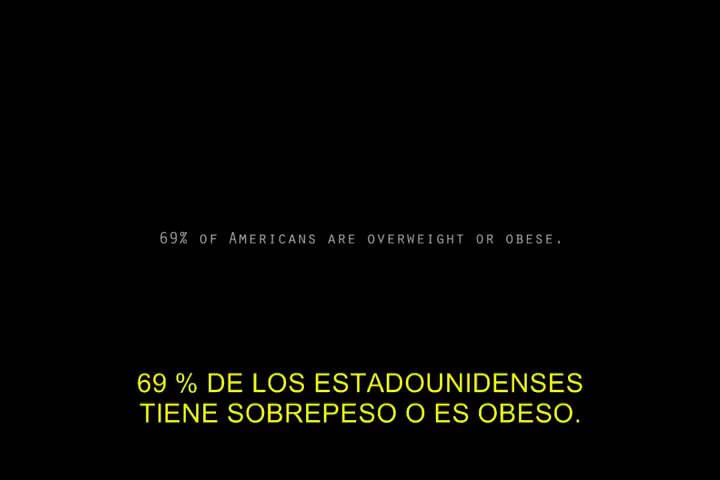 69% of Americans are overweight or obese.
69 % DE LOS ESTADOUNIDENSES
TIENE SOBREPESO O ES OBESO.